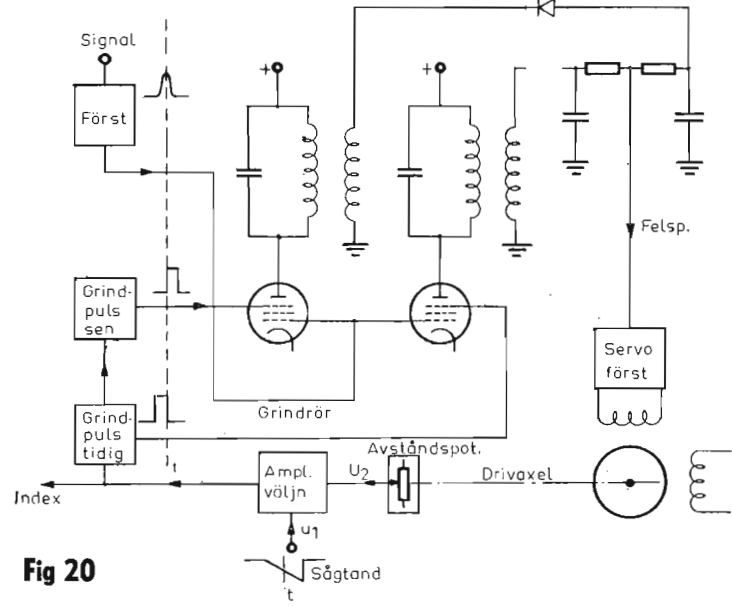 Signal
Först
+
+
Felsp.
Grind-
puls
sen
Servo
först
Grindrör
Grind-
puls
tidig
t
Avståndspot.
Ampl.
väljn
U2
Drivaxel
Index
u1
Sågtand
t
Fig 20